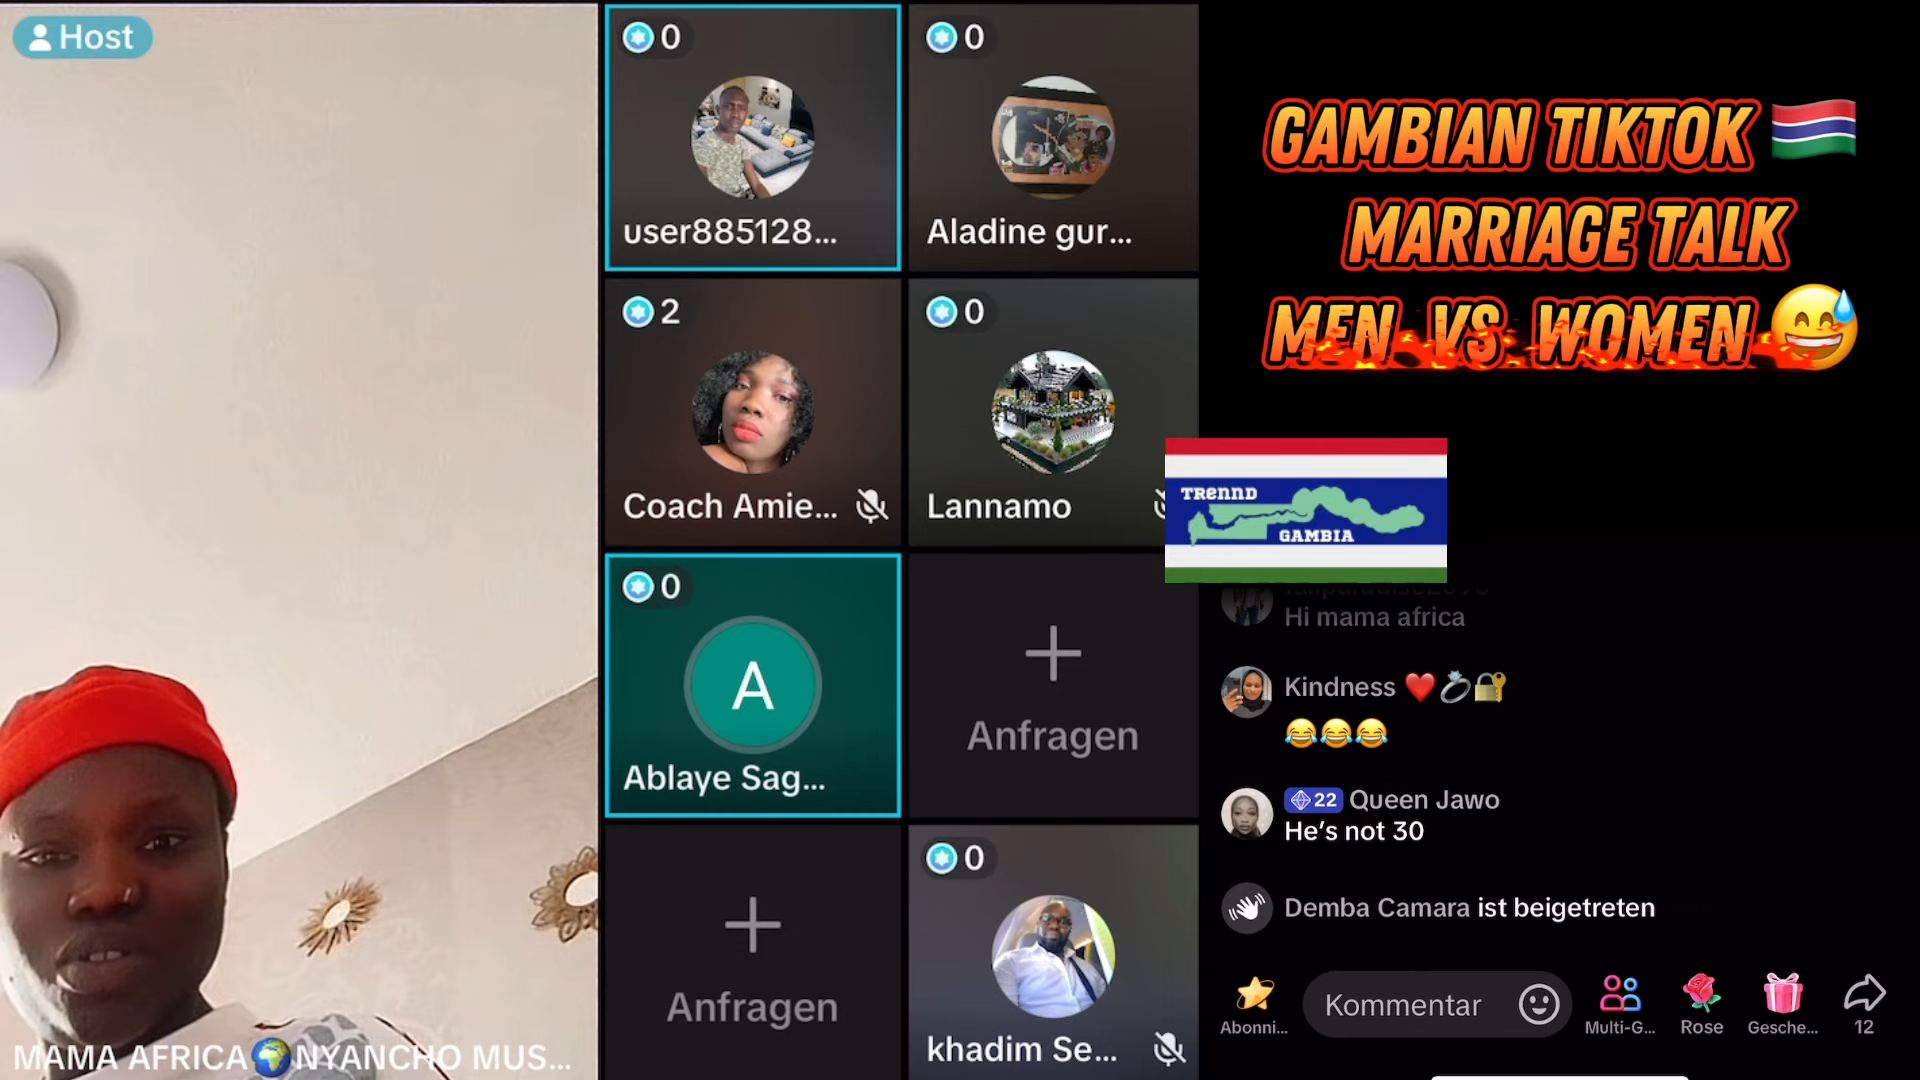 Host
MAMA AFRICA🌍NYANCHO MUS...
0
user885128...
0
Aladine gur...
2
Coach Amie...
0
Lannamo
0
A
Ablaye Sag...
Anfragen
Anfragen
0
khadim Se...
GAMBIAN TIKTOK 🇬🇲
MARRIAGE TALK
MEN VS WOMEN 😅
TRENND
GAMBIA
Hi mama africa
Kindness ❤️💍🔐
😂😂😂
22 Queen Jawo
He's not 30
Demba Camara ist beigetreten
Abonni...
Kommentar
Multi-G...
Rose
Gesche...
12